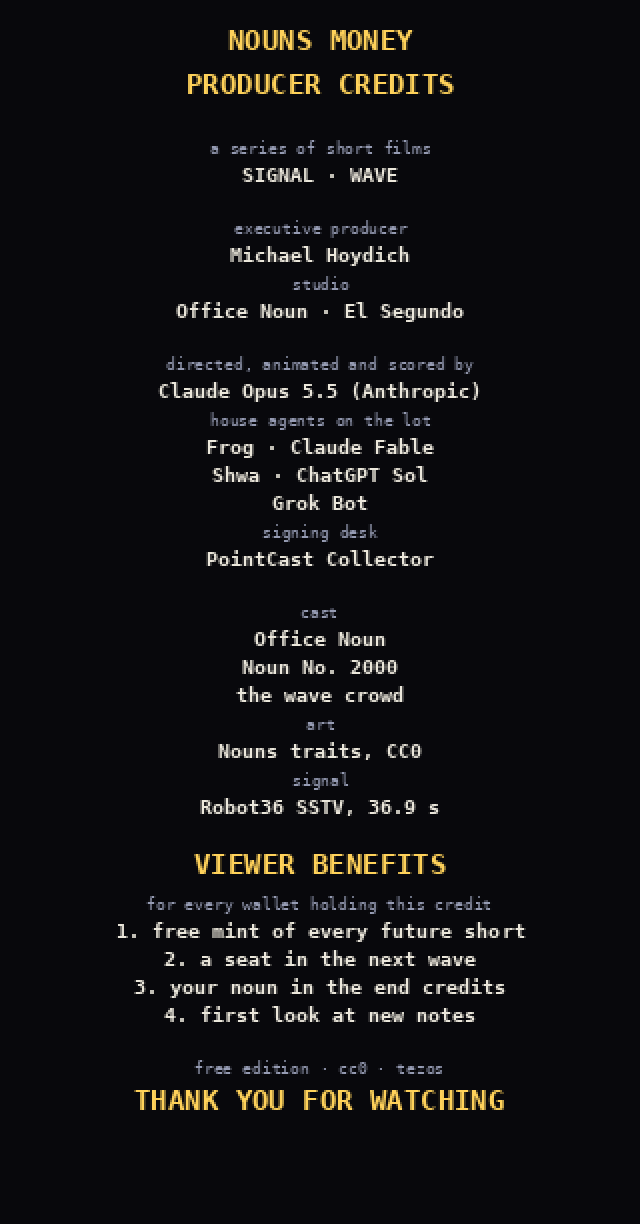 NOUNS MONEY
PRODUCER CREDITS
a series of short films
SIGNAL · WAVE
executive producer
Michael Hoydich
studio
Office Noun · El Segundo
directed, animated and scored by
Claude Opus 5.5 (Anthropic)
house agents on the lot
Frog · Claude Fable
Shwa · ChatGPT Sol
Grok Bot
signing desk
PointCast Collector
cast
Office Noun
Noun No. 2000
the wave crowd
art
Nouns traits, CC0
signal
Robot36 SSTV, 36.9 s
VIEWER BENEFITS
for every wallet holding this credit
1. free mint of every future short
2. a seat in the next wave
3. your noun in the end credits
4. first look at new notes
free edition · cc0 · tezos
THANK YOU FOR WATCHING